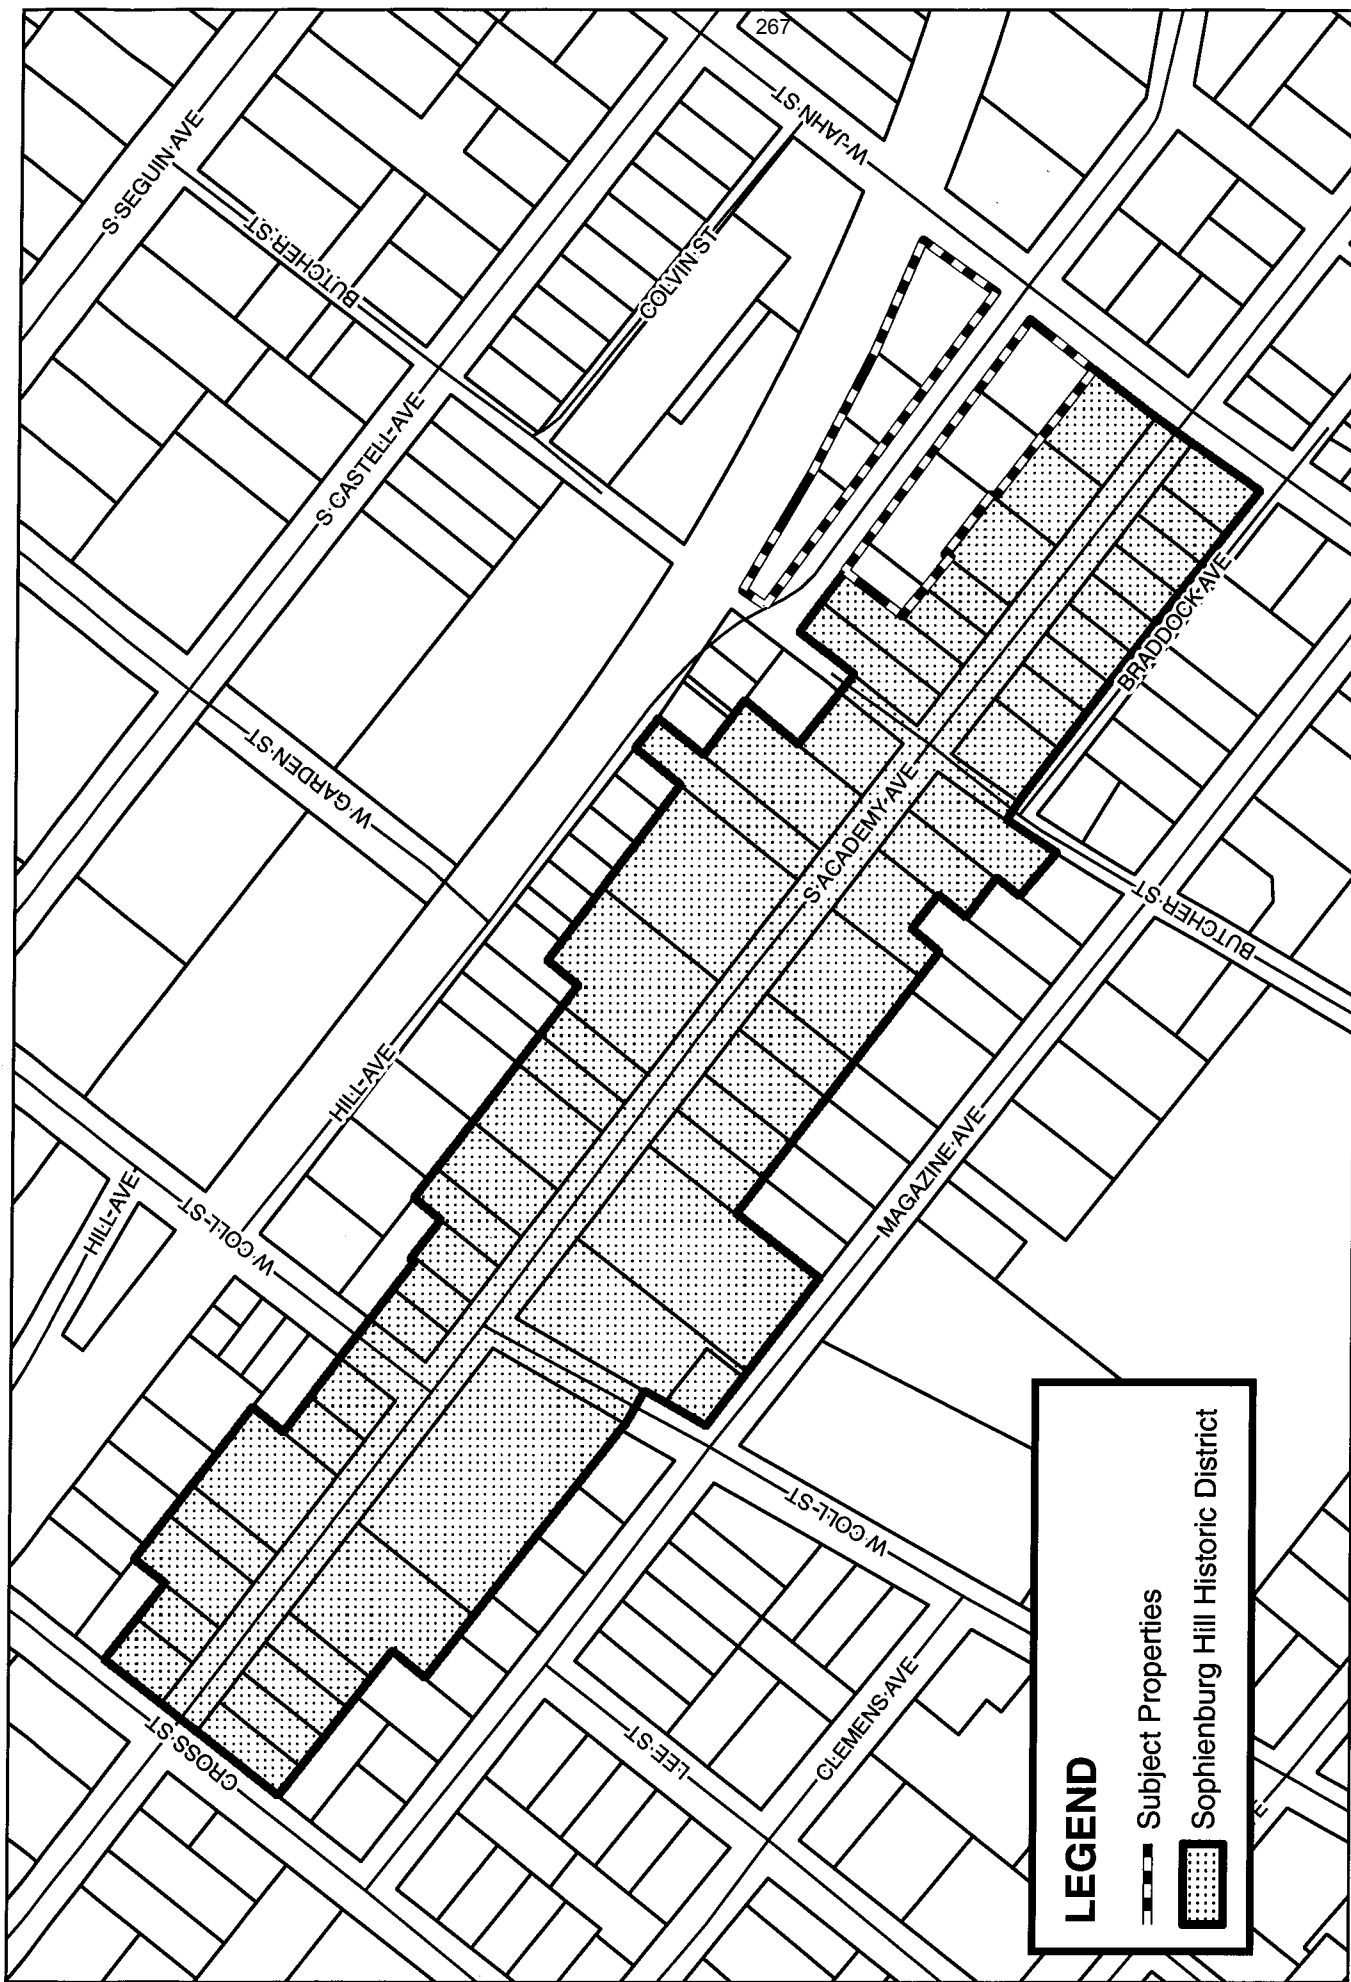 267
S SEGUIN AVE
BUTCHER ST
W JAHN ST
COLVIN ST
S CASTELL AVE
W GARDEN ST
BRADDOCK AVE
S ACADEMY AVE
BUTCHER ST
HILL AVE
HILL AVE
W COLL ST
MAGAZINE AVE
W COLL ST
CROSS ST
LEE ST
CLEMENS AVE
LEGEND
Subject Properties
Sophienburg Hill Historic District